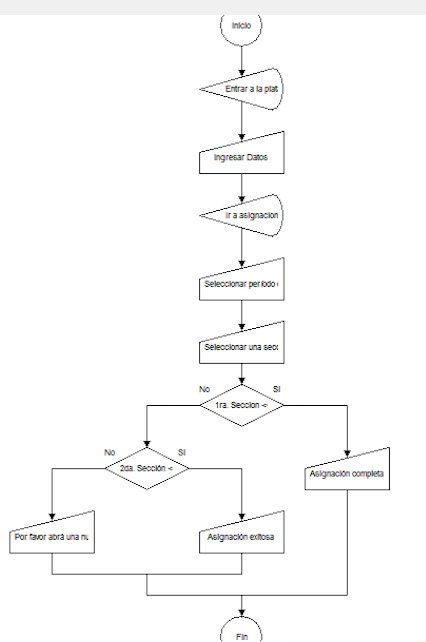 Inicio
Entrar a la plat
Ingresar Datos
Ir a asignacion
Seleccionar período
Seleccionar una secc
No
Si
1ra. Seccion <=
No
Si
2da. Sección <
Asignación completa
Por favor abrá una nu
Asignación exitosa
Fin